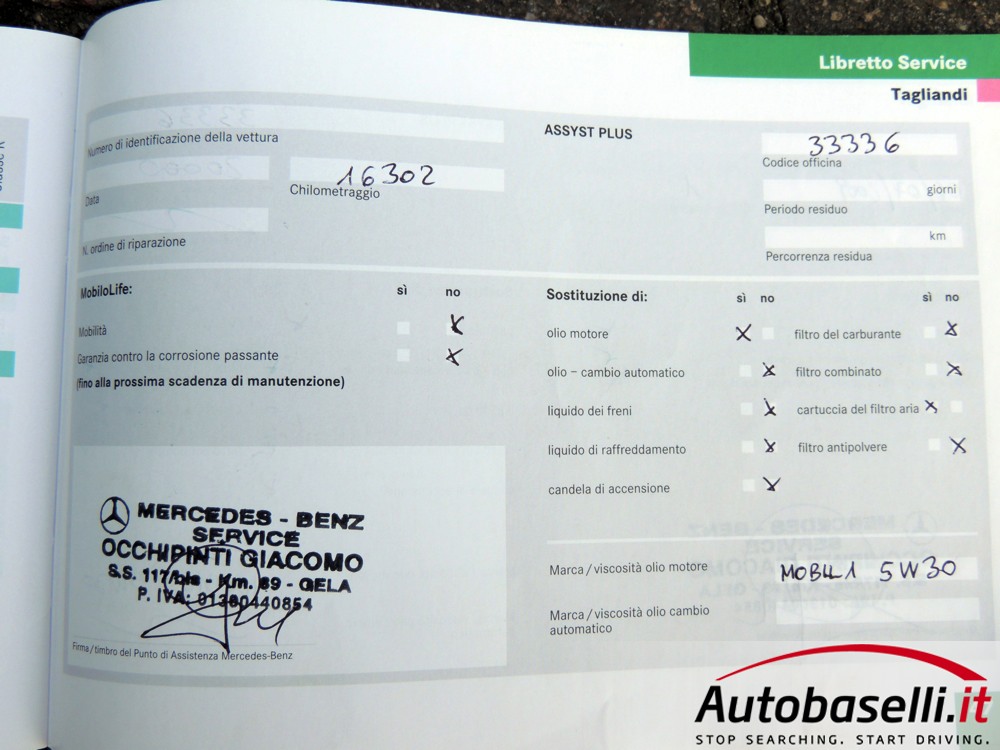 Libretto Service
Tagliandi
Numero di identificazione della vettura
ASSYST PLUS
33336
Codice officina
Data
16302
Chilometraggio
giorni
Periodo residuo
N. ordine di riparazione
km
Percorrenza residua
MobiloLife: sì no
Mobilità x
Garanzia contro la corrosione passante x
(fino alla prossima scadenza di manutenzione)
Sostituzione di: sì no sì no
olio motore x filtro del carburante x
olio – cambio automatico x filtro combinato x
liquido dei freni x cartuccia del filtro aria x
liquido di raffreddamento x filtro antipolvere x
candela di accensione x
MERCEDES - BENZ
SERVICE
OCCHIPINTI GIACOMO
S.S. 117/bis - Km. 89 - GELA
P. IVA: 01380440854
Firma/timbro del Punto di Assistenza Mercedes-Benz
Marca/viscosità olio motore MOBIL 1 5W30
Marca/viscosità olio cambio
automatico
Autobaselli.it
STOP SEARCHING. START DRIVING.